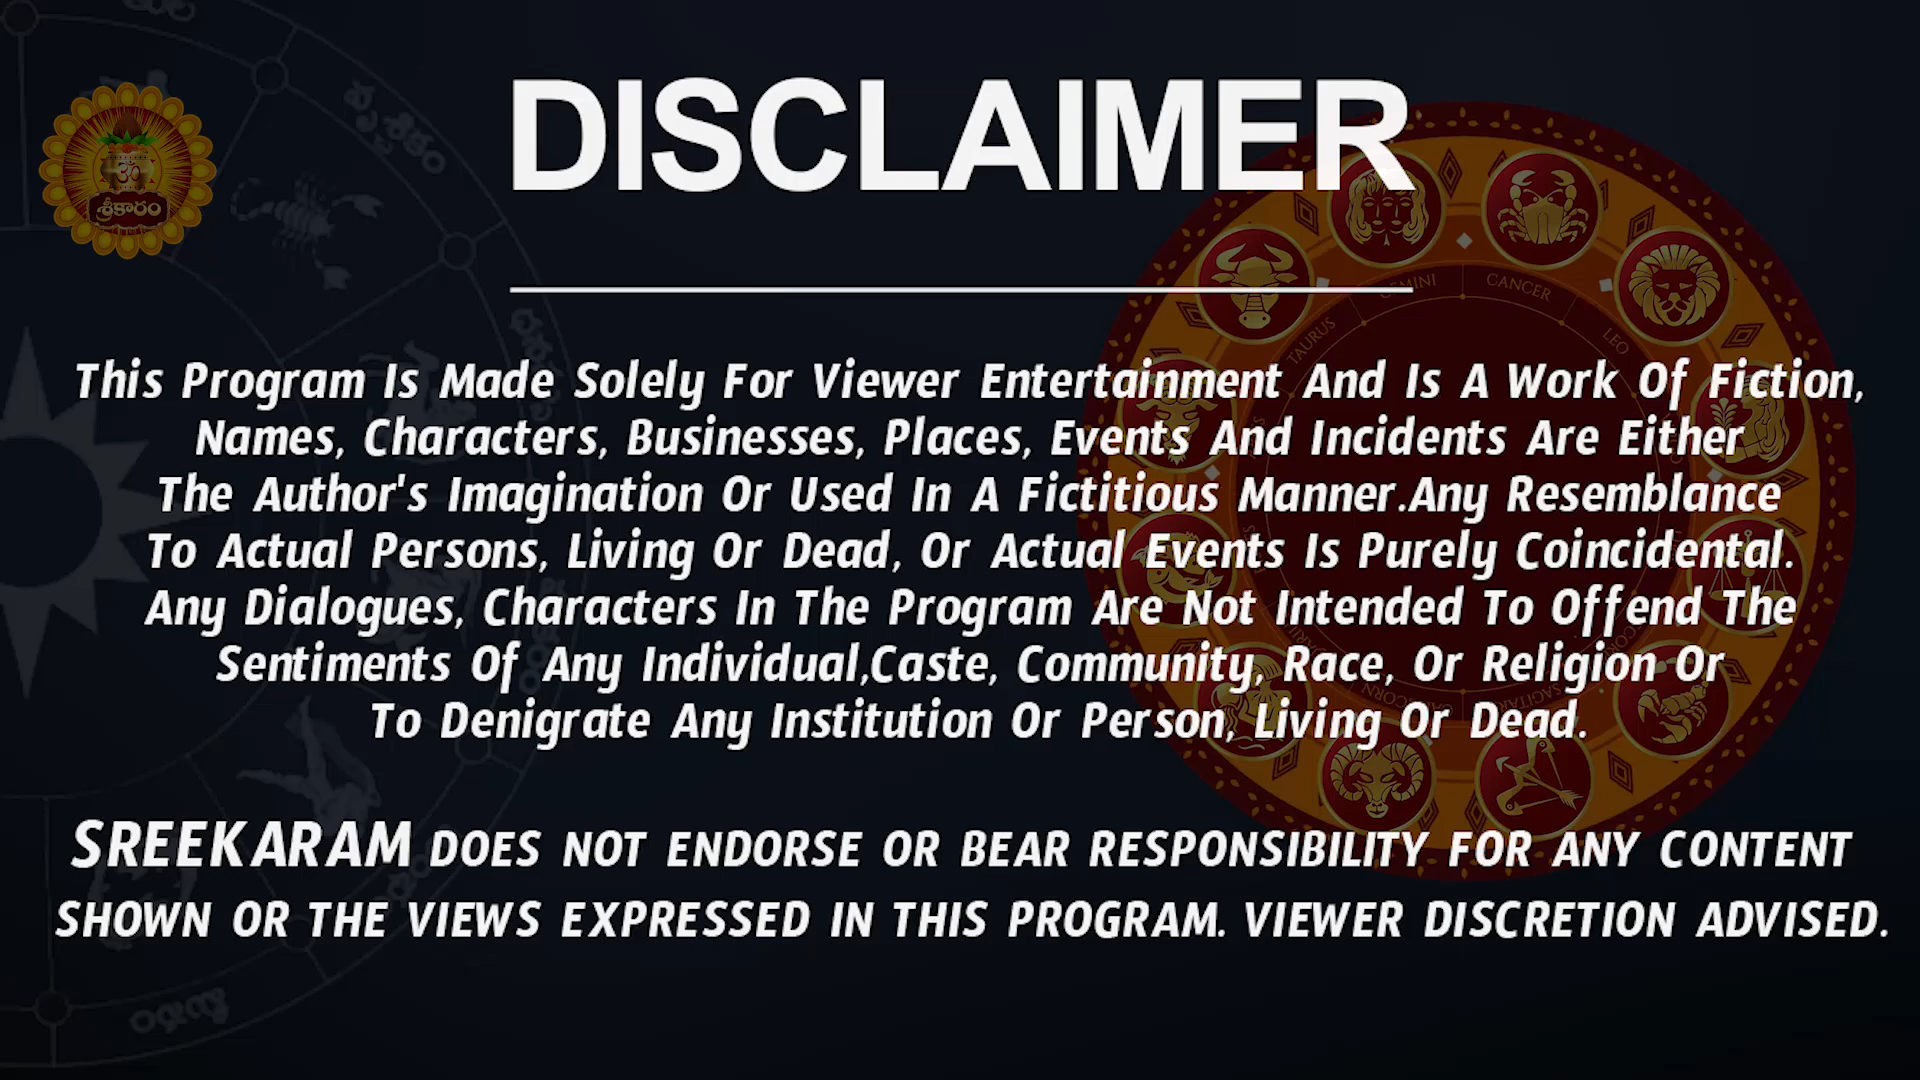 DISCLAIMER
శ్రీకారం
GEMINI
CANCER
TAURUS
LEO
This Program Is Made Solely For Viewer Entertainment And Is A Work Of Fiction,
Names, Characters, Businesses, Places, Events And Incidents Are Either
The Author's Imagination Or Used In A Fictitious Manner.Any Resemblance
To Actual Persons, Living Or Dead, Or Actual Events Is Purely Coincidental.
Any Dialogues, Characters In The Program Are Not Intended To Offend The
Sentiments Of Any Individual,Caste, Community, Race, Or Religion Or
To Denigrate Any Institution Or Person, Living Or Dead.
SREEKARAM DOES NOT ENDORSE OR BEAR RESPONSIBILITY FOR ANY CONTENT
SHOWN OR THE VIEWS EXPRESSED IN THIS PROGRAM. VIEWER DISCRETION ADVISED.